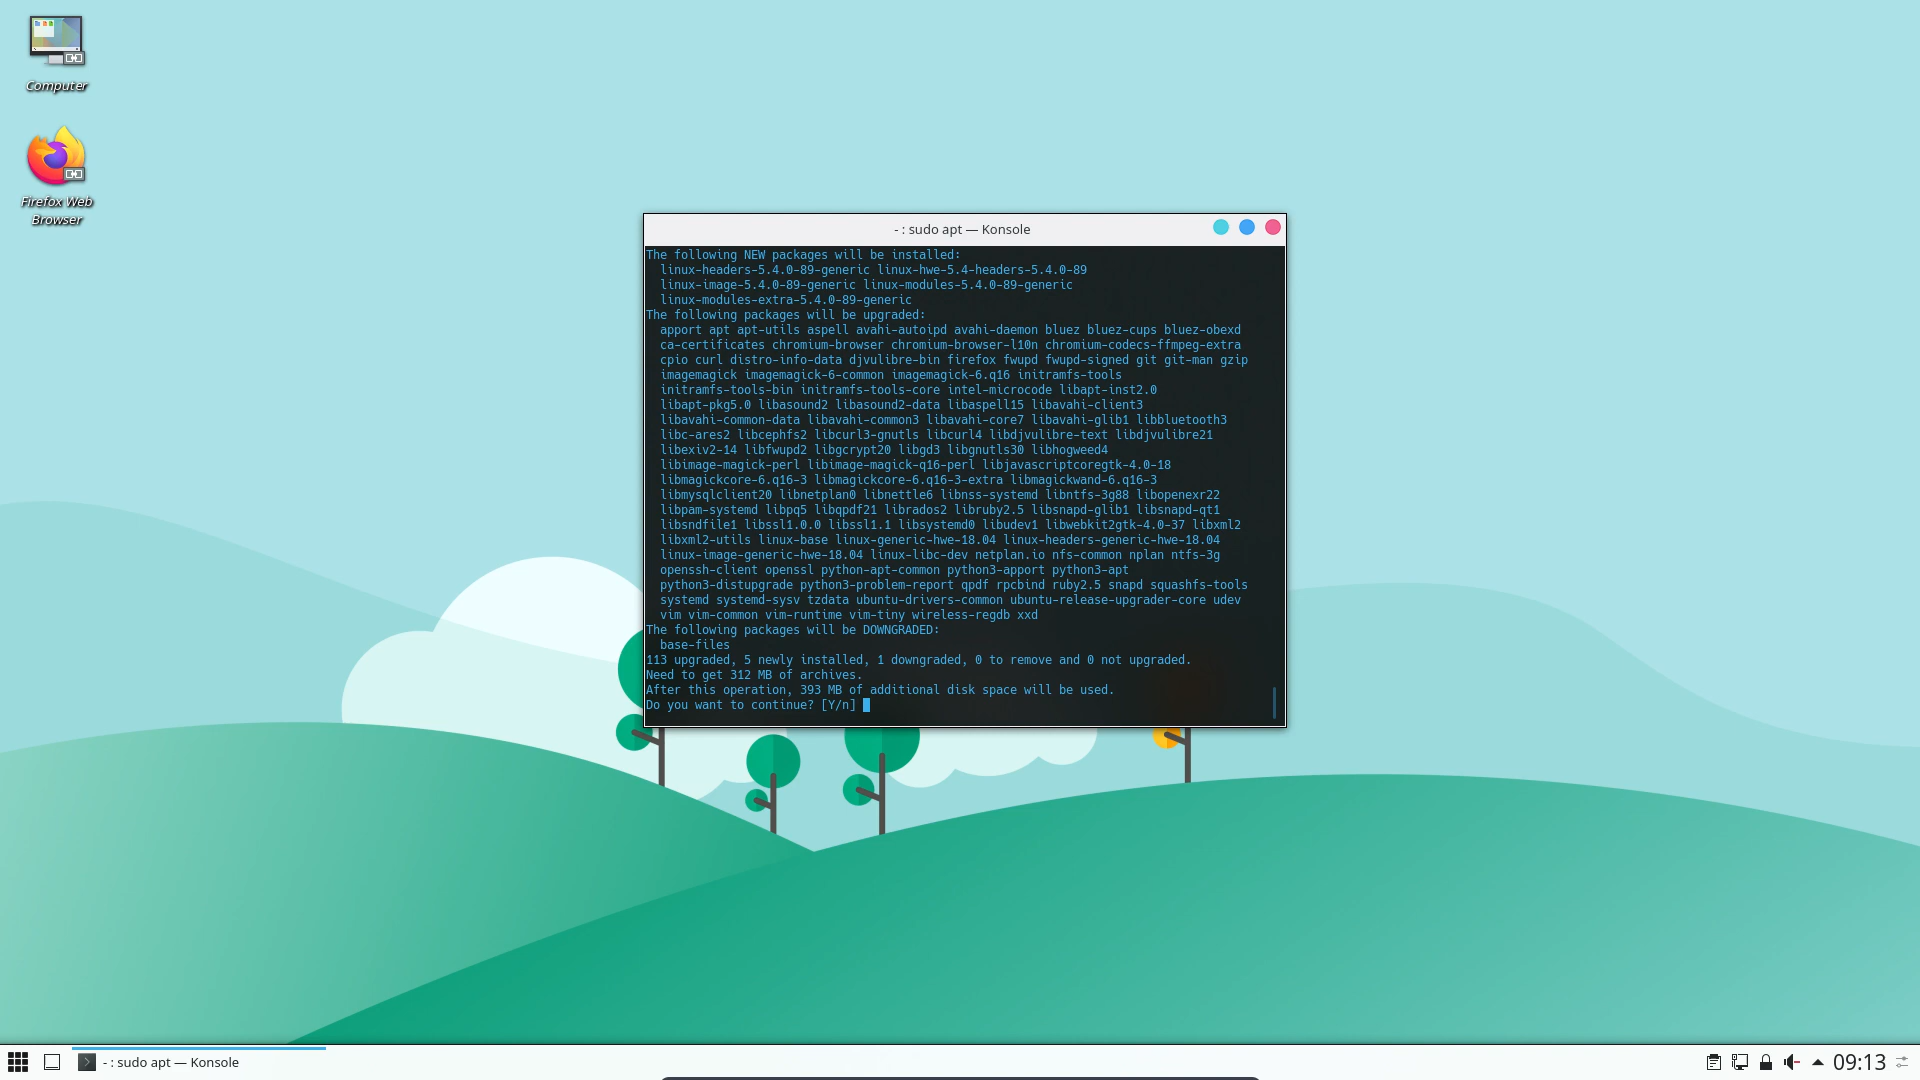 Computer
Firefox Web
Browser
- : sudo apt — Konsole
The following NEW packages will be installed:
linux-headers-5.4.0-89-generic linux-hwe-5.4-headers-5.4.0-89
linux-image-5.4.0-89-generic linux-modules-5.4.0-89-generic
linux-modules-extra-5.4.0-89-generic
The following packages will be upgraded:
apport apt apt-utils aspell avahi-autoipd avahi-daemon bluez bluez-cups bluez-obexd
ca-certificates chromium-browser chromium-browser-l10n chromium-codecs-ffmpeg-extra
cpio curl distro-info-data djvulibre-bin firefox fwupd fwupd-signed git git-man gzip
imagemagick imagemagick-6-common imagemagick-6.q16 initramfs-tools
initramfs-tools-bin initramfs-tools-core intel-microcode libapt-inst2.0
libapt-pkg5.0 libasound2 libasound2-data libaspell15 libavahi-client3
libavahi-common-data libavahi-common3 libavahi-core7 libavahi-glib1 libbluetooth3
libc-ares2 libcephfs2 libcurl3-gnutls libcurl4 libdjvulibre-text libdjvulibre21
libexiv2-14 libfwupd2 libgcrypt20 libgd3 libgnutls30 libhogweed4
libimage-magick-perl libimage-magick-q16-perl libjavascriptcoregtk-4.0-18
libmagickcore-6.q16-3 libmagickcore-6.q16-3-extra libmagickwand-6.q16-3
libmysqlclient20 libnetplan0 libnettle6 libnss-systemd libntfs-3g88 libopenexr22
libpam-systemd libpq5 libqpdf21 librados2 libruby2.5 libsnapd-glib1 libsnapd-qt1
libsndfile1 libssl1.0.0 libssl1.1 libsystemd0 libudev1 libwebkit2gtk-4.0-37 libxml2
libxml2-utils linux-base linux-generic-hwe-18.04 linux-headers-generic-hwe-18.04
linux-image-generic-hwe-18.04 linux-libc-dev netplan.io nfs-common nplan ntfs-3g
openssh-client openssl python-apt-common python3-apport python3-apt
python3-distupgrade python3-problem-report qpdf rpcbind ruby2.5 snapd squashfs-tools
systemd systemd-sysv tzdata ubuntu-drivers-common ubuntu-release-upgrader-core udev
vim vim-common vim-runtime vim-tiny wireless-regdb xxd
The following packages will be DOWNGRADED:
base-files
113 upgraded, 5 newly installed, 1 downgraded, 0 to remove and 0 not upgraded.
Need to get 312 MB of archives.
After this operation, 393 MB of additional disk space will be used.
Do you want to continue? [Y/n]
- : sudo apt — Konsole
09:13